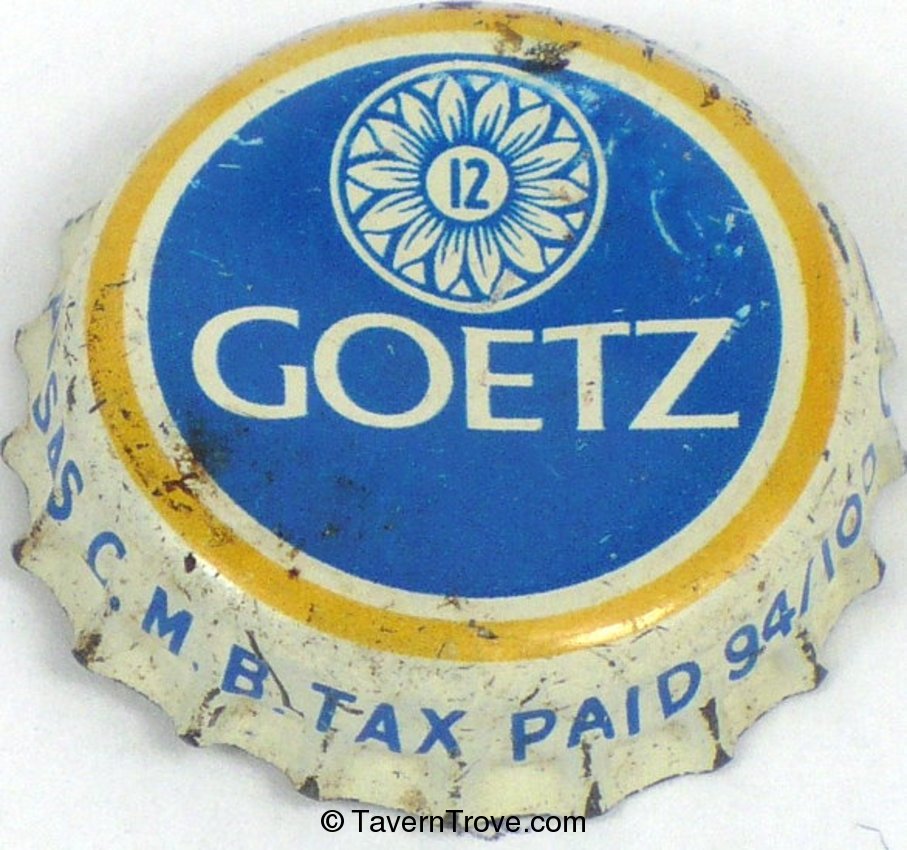 12
GOETZ
C. M. B. TAX PAID 94/100
© TavernTrove.com